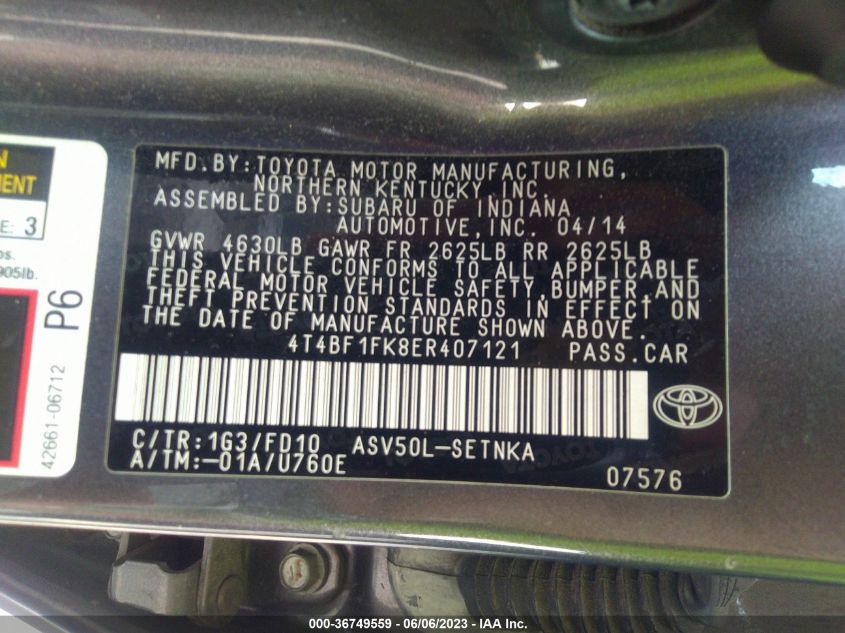 N
EMENT
E: 3
os.
905lb.
P6
42661-06712
MFD.BY:TOYOTA MOTOR MANUFACTURING,
NORTHERN KENTUCKY, INC.
ASSEMBLED BY:SUBARU OF INDIANA
AUTOMOTIVE,INC. 04/14
GVWR 4630LB GAWR FR 2625LB RR 2625LB
THIS VEHICLE CONFORMS TO ALL APPLICABLE
FEDERAL MOTOR VEHICLE SAFETY,BUMPER,AND
THEFT PREVENTION STANDARDS IN EFFECT ON
THE DATE OF MANUFACTURE SHOWN ABOVE.
4T4BF1FK8ER407121 PASS.CAR
C/TR:1G3/FD10 ASV50L-SETNKA
A/TM:-01A/U760E
07576
000-36749559 - 06/06/2023 - IAA Inc.